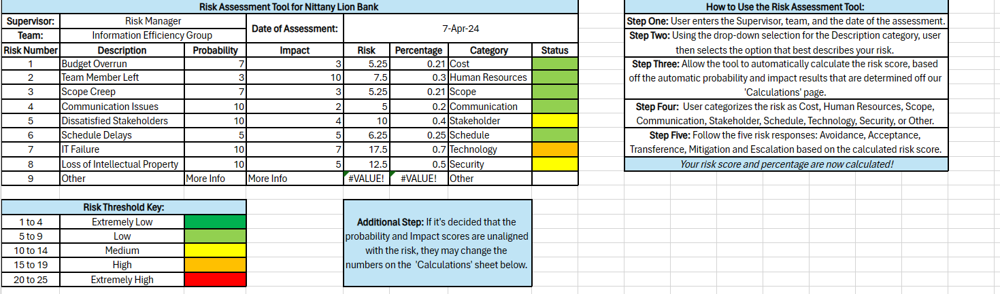 Risk Assessment Tool for Nittany Lion Bank
Supervisor: Risk Manager Date of Assessment: 7-Apr-24
Team: Information Efficiency Group
Risk Number Description Probability Impact Risk Percentage Category Status
1 Budget Overrun 7 3 5.25 0.21 Cost
2 Team Member Left 3 10 7.5 0.3 Human Resources
3 Scope Creep 7 3 5.25 0.21 Scope
4 Communication Issues 10 2 5 0.2 Communication
5 Dissatisfied Stakeholders 10 4 10 0.4 Stakeholder
6 Schedule Delays 5 5 6.25 0.25 Schedule
7 IT Failure 10 7 17.5 0.7 Technology
8 Loss of Intellectual Property 10 5 12.5 0.5 Security
9 Other More Info More Info #VALUE! #VALUE! Other
How to Use the Risk Assessment Tool:
Step One: User enters the Supervisor, team, and the date of the assessment.
Step Two: Using the drop-down selection for the Description category, user
then selects the option that best describes your risk.
Step Three: Allow the tool to automatically calculate the risk score, based
off the automatic probability and impact results that are determined off our
'Calculations' page.
Step Four: User categorizes the risk as Cost, Human Resources, Scope,
Communication, Stakeholder, Schedule, Technology, Security, or Other.
Step Five: Follow the five risk responses: Avoidance, Acceptance,
Transference, Mitigation and Escalation based on the calculated risk score.
Your risk score and percentage are now calculated!
Risk Threshold Key:
1 to 4 Extremely Low
5 to 9 Low
10 to 14 Medium
15 to 19 High
20 to 25 Extremely High
Additional Step: If it's decided that the
probability and Impact scores are unaligned
with the risk, they may change the
numbers on the 'Calculations' sheet below.